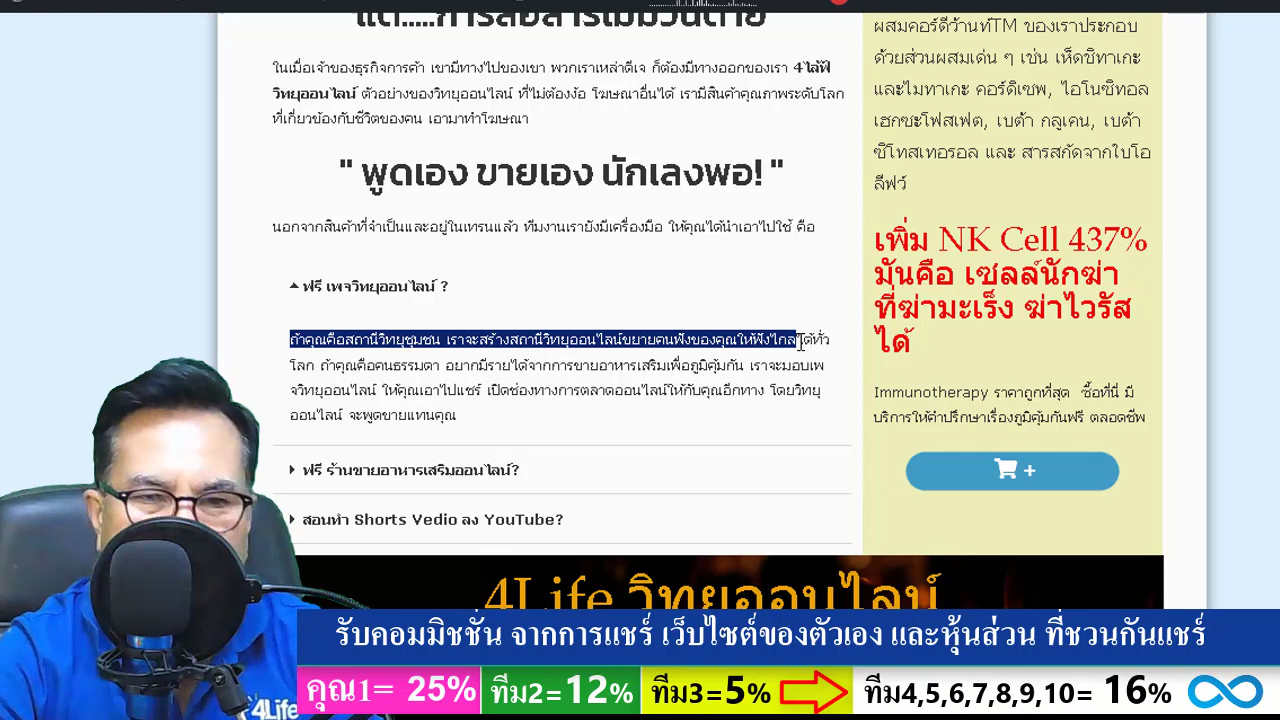 แต่.....การสื่อสารไม่มีวันตาย
ในเมื่อเจ้าของธุรกิจการค้า เขามีทางไปของเขา พวกเราเหล่าดีเจ ก็ต้องมีทางออกของเรา 4ไล้ฟ์
วิทยุออนไลน์ ตัวอย่างของวิทยุออนไลน์ ที่ไม่ต้องง้อ โฆษณาอื่นได้ เรามีสินค้าคุณภาพระดับโลก
ที่เกี่ยวข้องกับชีวิตของคน เอามาทำโฆษณา
" พูดเอง ขายเอง นักเลงพอ! "
นอกจากสินค้าที่จำเป็นและอยู่ในเทรนแล้ว ทีมงานเรายังมีเครื่องมือ ให้คุณได้นำเอาไปใช้ คือ
ฟรี เพจวิทยุออนไลน์ ?
ถ้าคุณคือสถานีวิทยุชุมชน เราจะสร้างสถานีวิทยุออนไลน์ขยายคนฟังของคุณให้ฟังไกล ได้ทั่ว
โลก ถ้าคุณคือคนธรรมดา อยากมีรายได้จากการขายอาหารเสริมเพื่อภูมิคุ้มกัน เราจะมอบเพ
จวิทยุออนไลน์ ให้คุณเอาไปแชร์ เปิดช่องทางการตลาดออนไลน์ให้กับคุณอีกทาง โดยวิทยุ
ออนไลน์ จะพูดขายแทนคุณ
ฟรี ร้านขายอาหารเสริมออนไลน์?
สอนทำ Shorts Vedio ลง YouTube?
ผสมคอร์ดีว้านท์TM ของเราประกอบ
ด้วยส่วนผสมเด่น ๆ เช่น เห็ดชิทาเกะ
และไมทาเกะ คอร์ดิเซพ, ไอโนซิทอล
เฮกซะโฟสเฟต, เบต้า กลูเคน, เบต้า
ซิโทสเทอรอล และ สารสกัดจากใบโอ
ลีฟว์
เพิ่ม NK Cell 437%
มันคือ เซลล์นักฆ่า
ที่ฆ่ามะเร็ง ฆ่าไวรัส
ได้
Immunotherapy ราคาถูกที่สุด ซื้อที่นี่ มี
บริการให้คำปรึกษาเรื่องภูมิคุ้มกันฟรี ตลอดชีพ
+
4Life วิทยุออนไลน์
รับคอมมิชชั่น จากการแชร์ เว็บไซต์ของตัวเอง และหุ้นส่วน ที่ชวนกันแชร์
คุณ1= 25% ทีม2=12% ทีม3=5% ทีม4,5,6,7,8,9,10= 16%
4Life